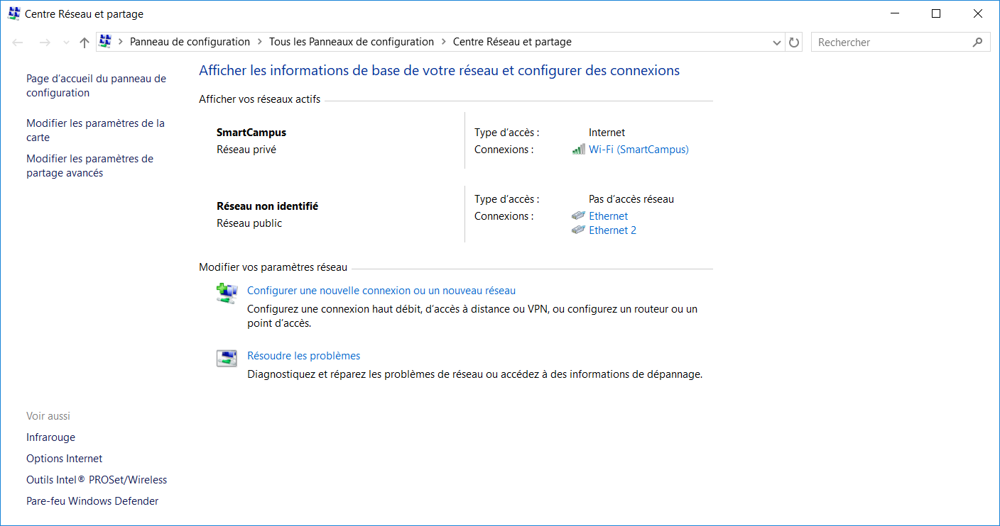 Centre Réseau et partage
Panneau de configuration > Tous les Panneaux de configuration > Centre Réseau et partage
Rechercher
Page d'accueil du panneau de
configuration
Modifier les paramètres de la
carte
Modifier les paramètres de
partage avancés
Voir aussi
Infrarouge
Options Internet
Outils Intel® PROSet/Wireless
Pare-feu Windows Defender
Afficher les informations de base de votre réseau et configurer des connexions
Afficher vos réseaux actifs
SmartCampus
Réseau privé
Type d'accès : Internet
Connexions : Wi-Fi (SmartCampus)
Réseau non identifié
Réseau public
Type d'accès : Pas d'accès réseau
Connexions : Ethernet
Ethernet 2
Modifier vos paramètres réseau
Configurer une nouvelle connexion ou un nouveau réseau
Configurez une connexion haut débit, d'accès à distance ou VPN, ou configurez un routeur ou un
point d'accès.
Résoudre les problèmes
Diagnostiquez et réparez les problèmes de réseau ou accédez à des informations de dépannage.